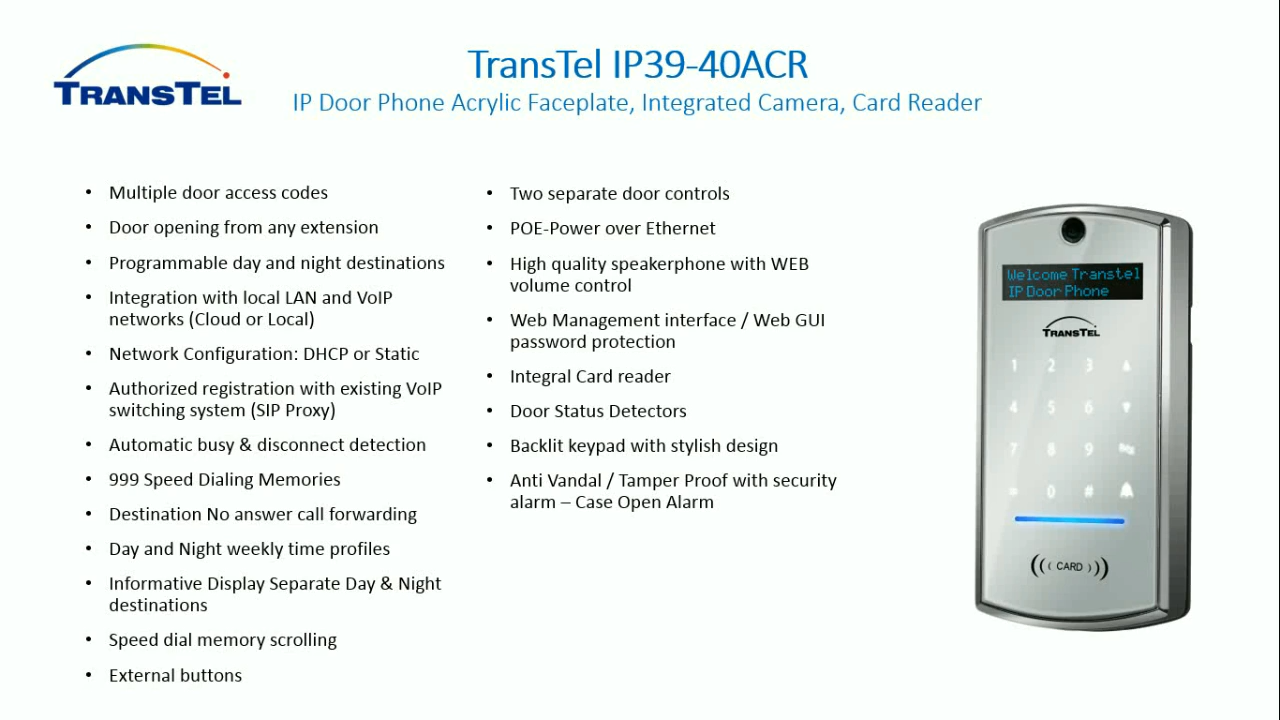 TRANSTEL
TransTel IP39-40ACR
IP Door Phone Acrylic Faceplate, Integrated Camera, Card Reader
• Multiple door access codes
• Door opening from any extension
• Programmable day and night destinations
• Integration with local LAN and VoIP
networks (Cloud or Local)
• Network Configuration: DHCP or Static
• Authorized registration with existing VoIP
switching system (SIP Proxy)
• Automatic busy & disconnect detection
• 999 Speed Dialing Memories
• Destination No answer call forwarding
• Day and Night weekly time profiles
• Informative Display Separate Day & Night
destinations
• Speed dial memory scrolling
• External buttons
• Two separate door controls
• POE-Power over Ethernet
• High quality speakerphone with WEB
volume control
• Web Management interface / Web GUI
password protection
• Integral Card reader
• Door Status Detectors
• Backlit keypad with stylish design
• Anti Vandal / Tamper Proof with security
alarm – Case Open Alarm
Welcome Transtel
IP Door Phone
TRANSTEL
1 2 3
4 5 6
7 8 9
0 #
CARD